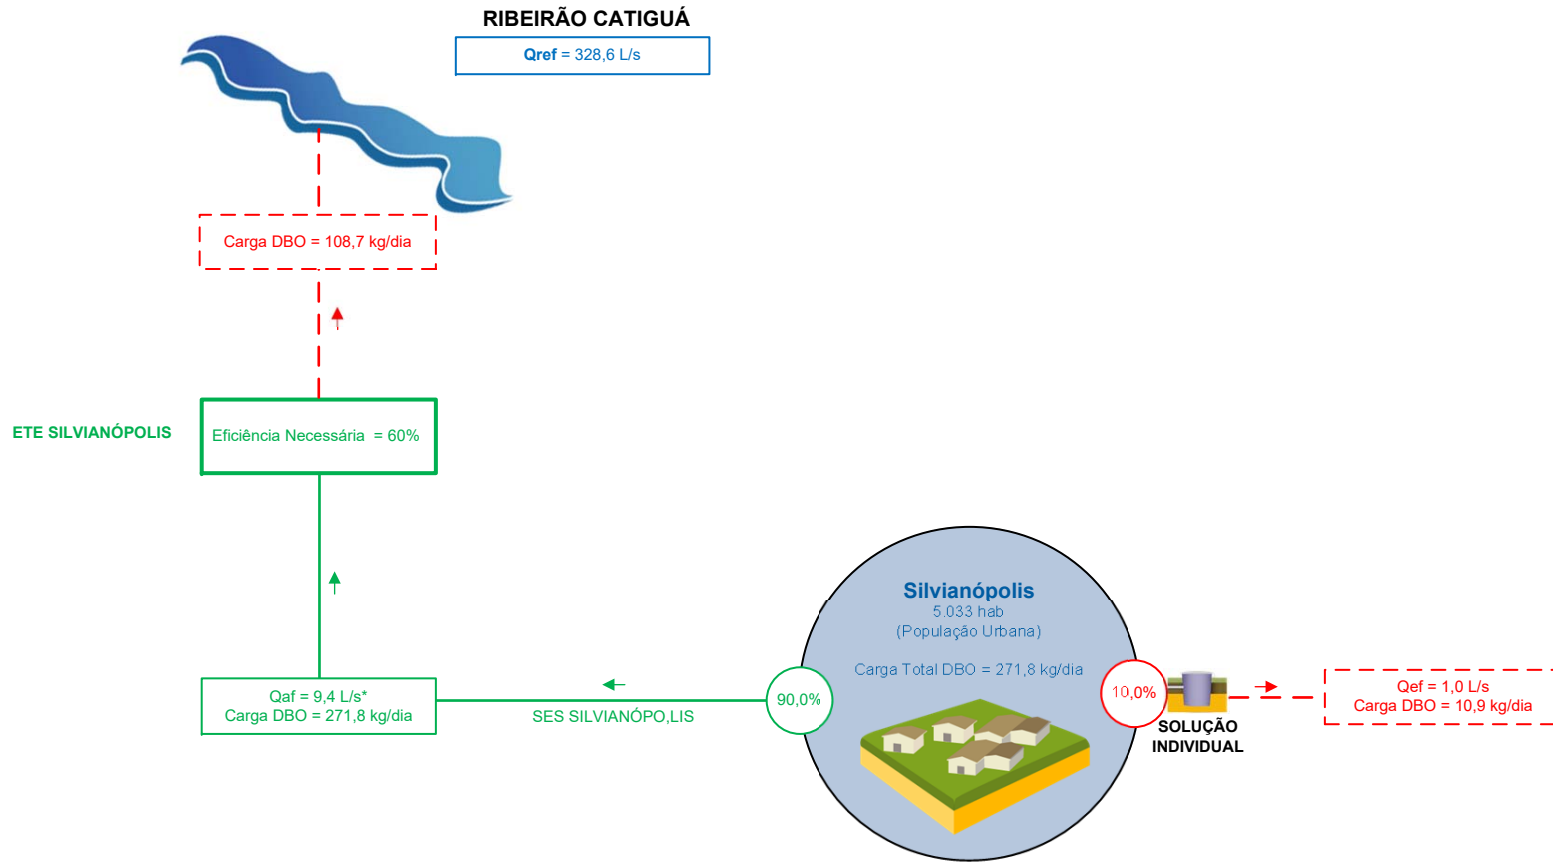 RIBEIRÃO CATIGUÁ
Qref = 328,6 L/s
Carga DBO = 108,7 kg/dia
ETE SILVIANÓPOLIS
Eficiência Necessária = 60%
Silvianópolis
5.033 hab
(População Urbana)
Carga Total DBO = 271,8 kg/dia
Qaf = 9,4 L/s*
Carga DBO = 271,8 kg/dia
SES SILVIANÓPO,LIS
90,0%
10,0%
SOLUÇÃO
INDIVIDUAL
Qef = 1,0 L/s
Carga DBO = 10,9 kg/dia